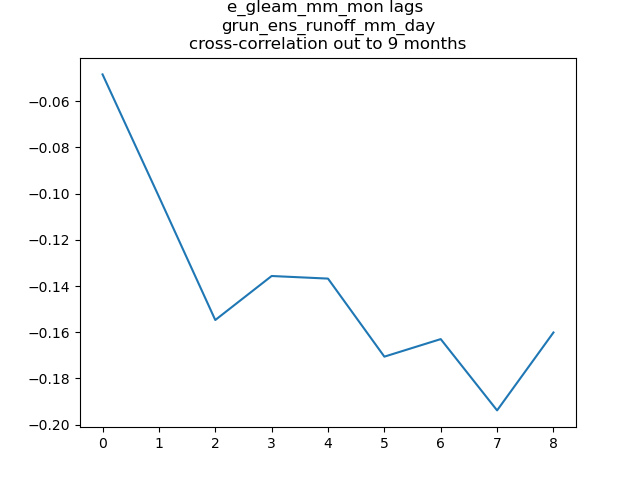 e_gleam_mm_mon lags
grun_ens_runoff_mm_day
cross-correlation out to 9 months
−0.06
−0.08
−0.10
−0.12
−0.14
−0.16
−0.18
−0.20
0 1 2 3 4 5 6 7 8